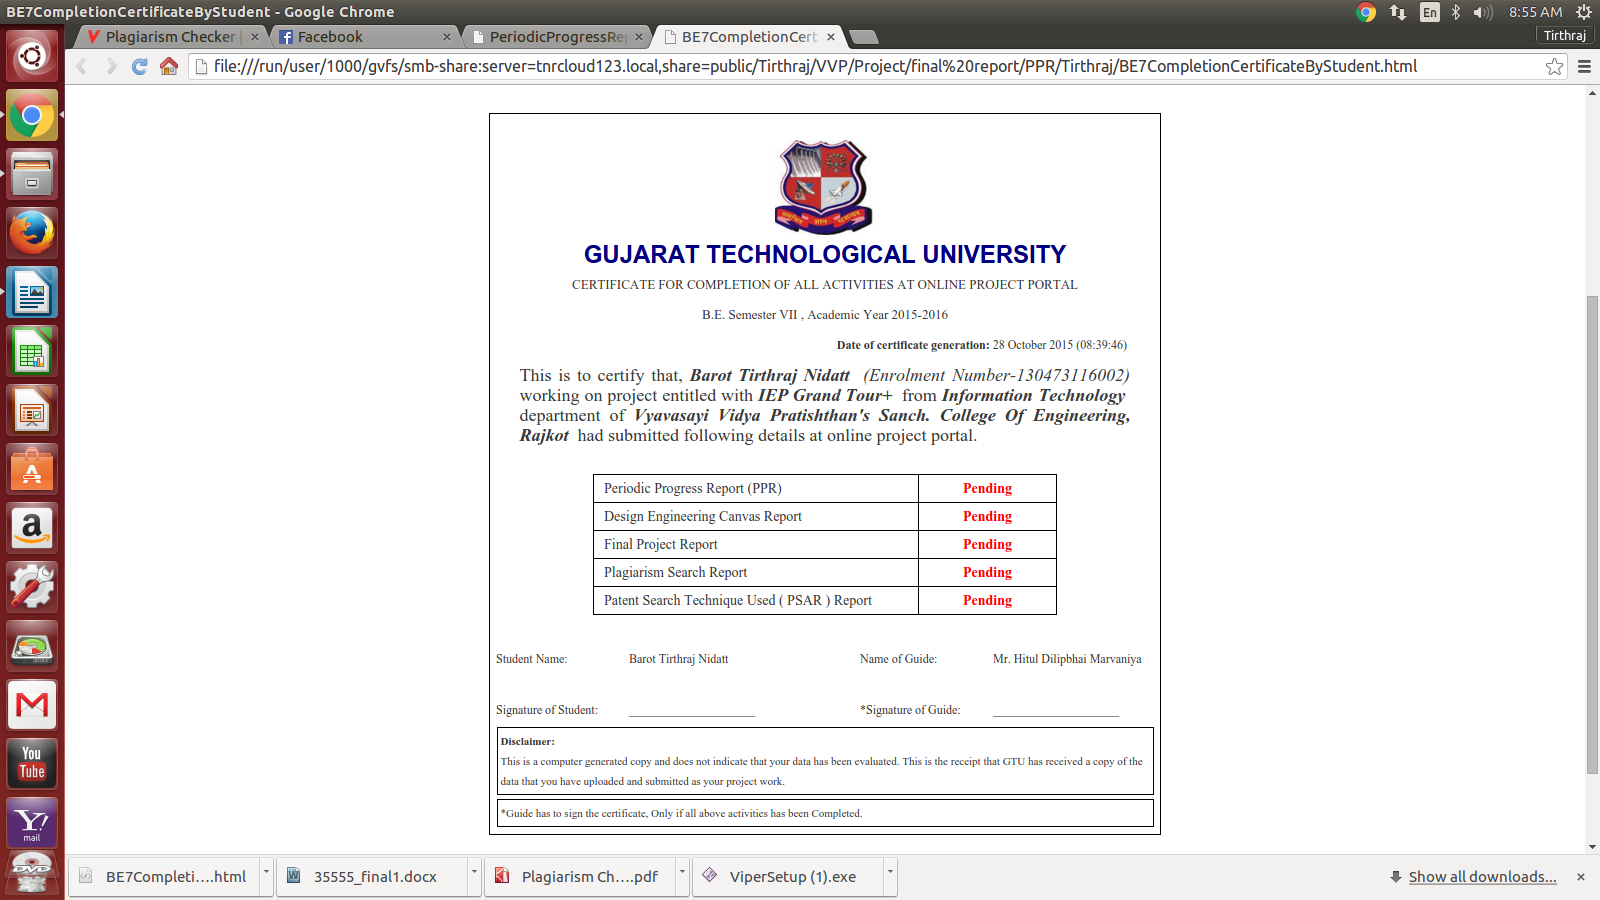 BE7CompletionCertificateByStudent - Google Chrome
En
8:55 AM
Plagiarism Checker |
Facebook
PeriodicProgressRe
BE7CompletionCert
Tirthraj
file:///run/user/1000/gvfs/smb-share:server=tnrcloud123.local,share=public/Tirthraj/VVP/Project/final%20report/PPR/Tirthraj/BE7CompletionCertificateByStudent.html
GUJARAT TECHNOLOGICAL UNIVERSITY
CERTIFICATE FOR COMPLETION OF ALL ACTIVITIES AT ONLINE PROJECT PORTAL
B.E. Semester VII , Academic Year 2015-2016
Date of certificate generation: 28 October 2015 (08:39:46)
This is to certify that, Barot Tirthraj Nidatt (Enrolment Number-130473116002)
working on project entitled with IEP Grand Tour+ from Information Technology
department of Vyavasayi Vidya Pratishthan's Sanch. College Of Engineering,
Rajkot had submitted following details at online project portal.
Periodic Progress Report (PPR) Pending
Design Engineering Canvas Report Pending
Final Project Report Pending
Plagiarism Search Report Pending
Patent Search Technique Used ( PSAR ) Report Pending
Student Name: Barot Tirthraj Nidatt Name of Guide: Mr. Hitul Dilipbhai Marvaniya
Signature of Student: *Signature of Guide:
Disclaimer:
This is a computer generated copy and does not indicate that your data has been evaluated. This is the receipt that GTU has received a copy of the
data that you have uploaded and submitted as your project work.
*Guide has to sign the certificate, Only if all above activities has been Completed.
You
Tube
Y!
mail
DVD
BE7Completi....html
35555_final1.docx
Plagiarism Ch....pdf
ViperSetup (1).exe
Show all downloads...